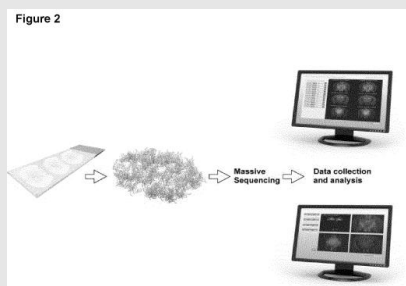 Figure 2
Massive
Sequencing
Data collection
and analysis